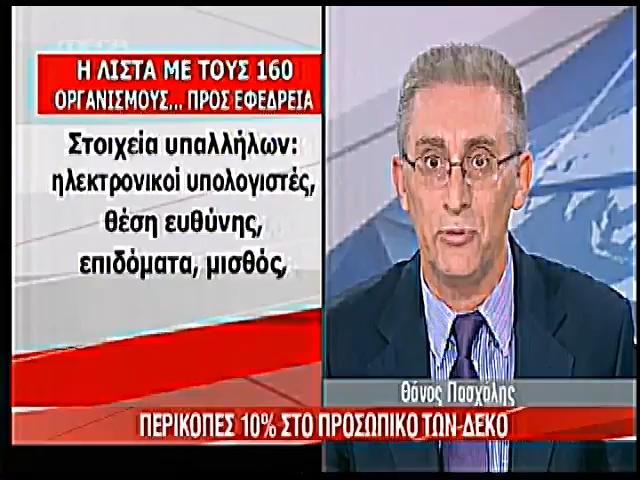 Η ΛΙΣΤΑ ΜΕ ΤΟΥΣ 160
ΟΡΓΑΝΙΣΜΟΥΣ... ΠΡΟΣ ΕΦΕΔΡΕΙΑ
Στοιχεία υπαλλήλων:
ηλεκτρονικοί υπολογιστές,
θέση ευθύνης,
επιδόματα, μισθός,
Θάνος Πασχάλης
ΠΕΡΙΚΟΠΕΣ 10% ΣΤΟ ΠΡΟΣΩΠΙΚΟ ΤΩΝ ΔΕΚΟ